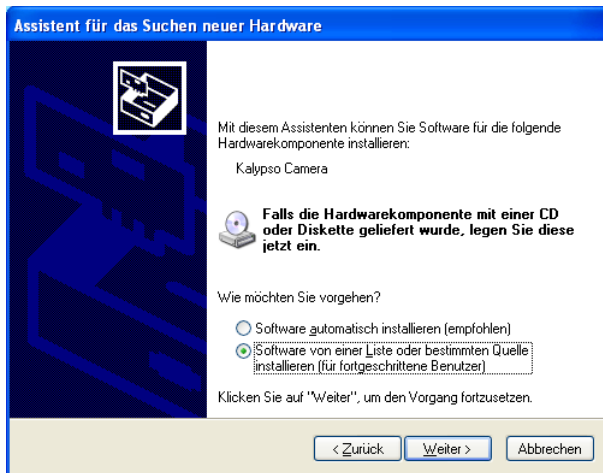 Assistent für das Suchen neuer Hardware
Mit diesem Assistenten können Sie Software für die folgende
Hardwarekomponente installieren:
Kalypso Camera
Falls die Hardwarekomponente mit einer CD
oder Diskette geliefert wurde, legen Sie diese
jetzt ein.
Wie möchten Sie vorgehen?
Software automatisch installieren (empfohlen)
Software von einer Liste oder bestimmten Quelle
installieren (für fortgeschrittene Benutzer)
Klicken Sie auf "Weiter", um den Vorgang fortzusetzen.
< Zurück Weiter > Abbrechen